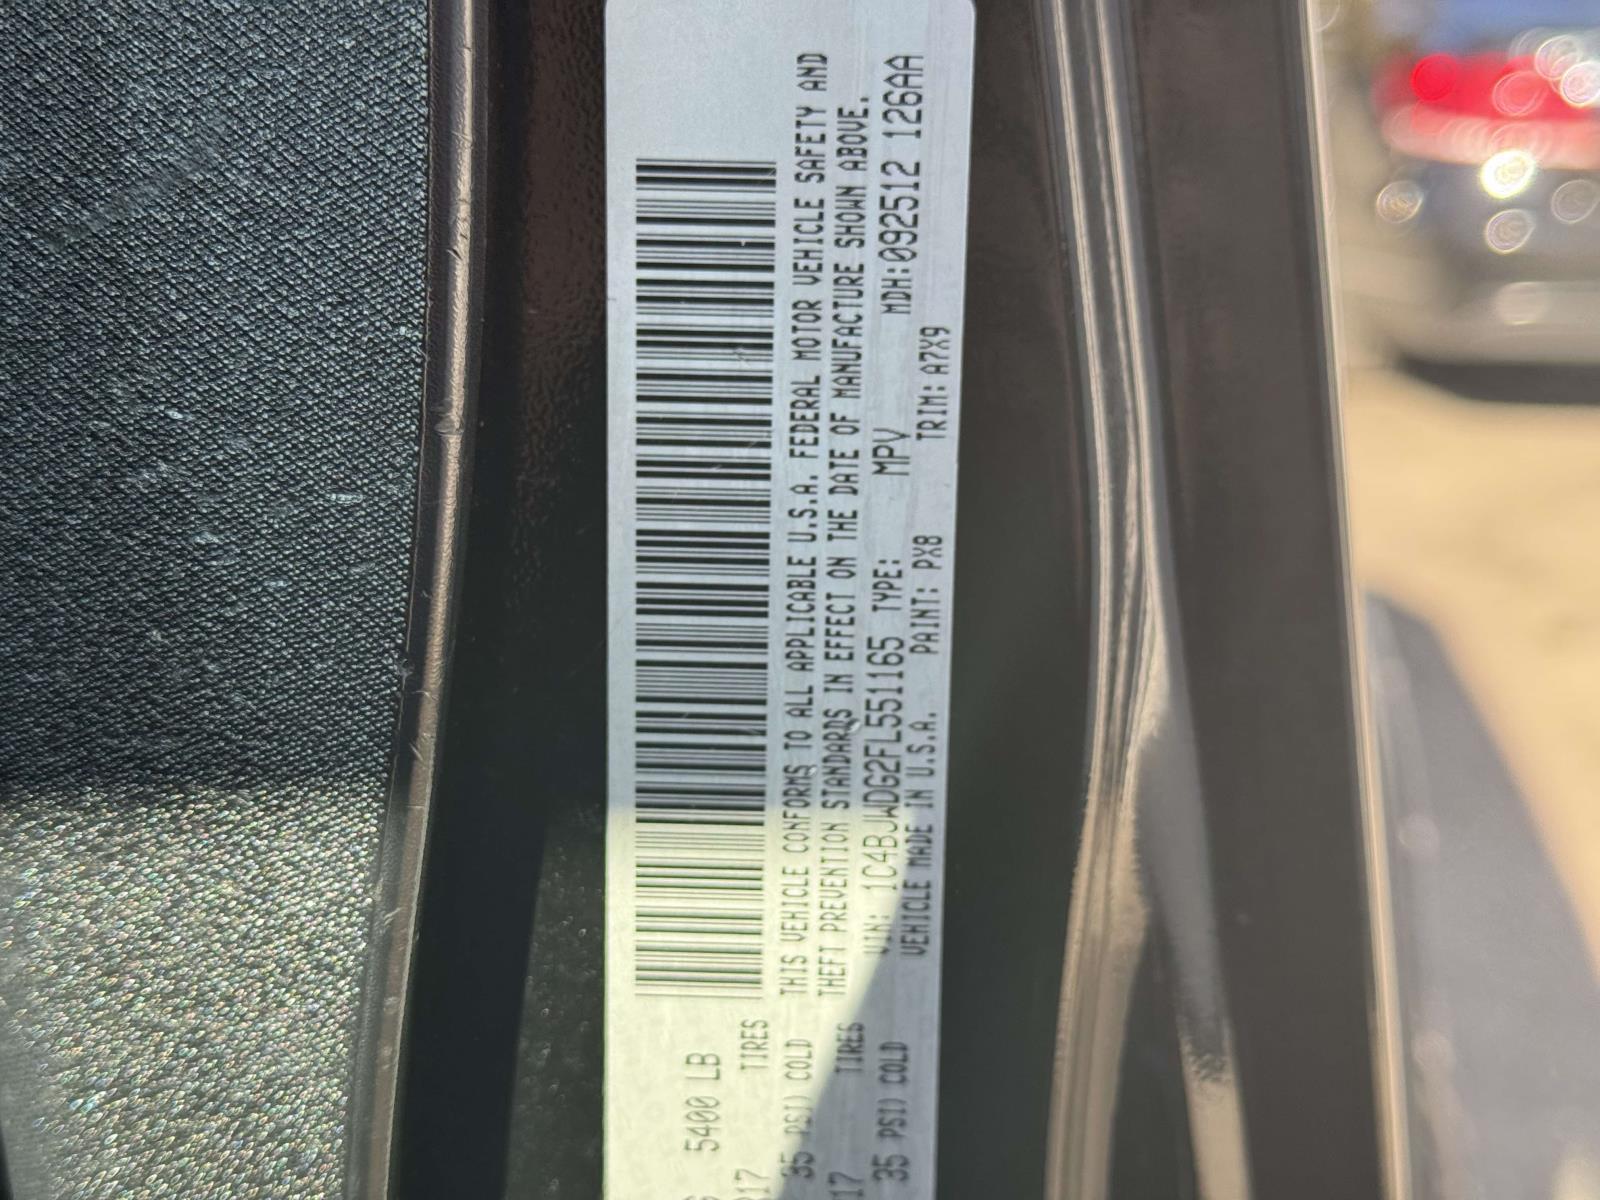 5400 LB
TIRES
35 PSI) COLD
TIRES
35 PSI) COLD
THIS VEHICLE CONFORMS TO ALL APPLICABLE U.S.A. FEDERAL MOTOR VEHICLE SAFETY AND
THEFT PREVENTION STANDARDS IN EFFECT ON THE DATE OF MANUFACTURE SHOWN ABOVE.
VIN: 1C4BJWDG2FL551165 TYPE: MPV MDH:092512 126AA
VEHICLE MADE IN U.S.A. PAINT: PX8 TRIM: A7X9